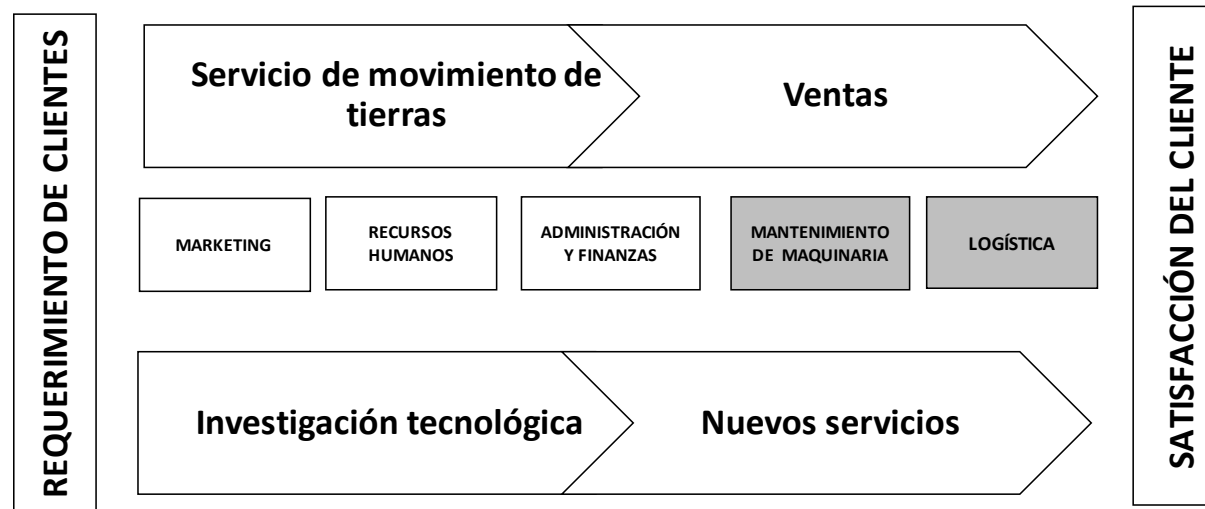 REQUERIMIENTO DE CLIENTES
Servicio de movimiento de
tierras
Ventas
MARKETING
RECURSOS
HUMANOS
ADMINISTRACIÓN
Y FINANZAS
MANTENIMIENTO
DE MAQUINARIA
LOGÍSTICA
Investigación tecnológica
Nuevos servicios
SATISFACCIÓN DEL CLIENTE